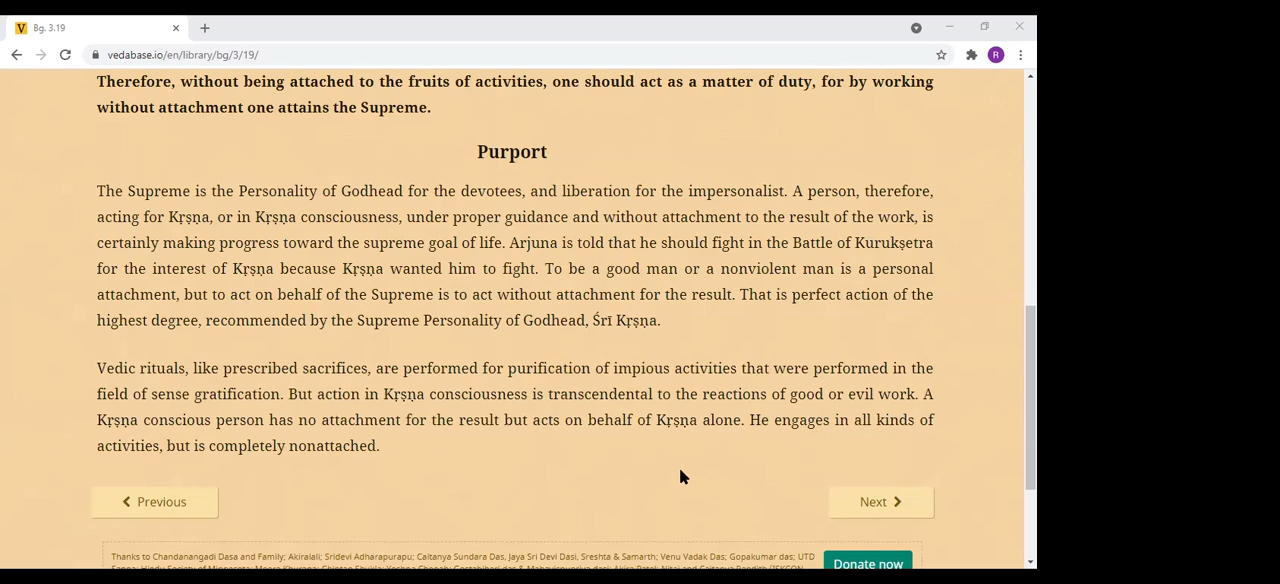 V Bg. 3.19
vedabase.io/en/library/bg/3/19/
R
Therefore, without being attached to the fruits of activities, one should act as a matter of duty, for by working
without attachment one attains the Supreme.
Purport
The Supreme is the Personality of Godhead for the devotees, and liberation for the impersonalist. A person, therefore,
acting for Kṛṣṇa, or in Kṛṣṇa consciousness, under proper guidance and without attachment to the result of the work, is
certainly making progress toward the supreme goal of life. Arjuna is told that he should fight in the Battle of Kurukṣetra
for the interest of Kṛṣṇa because Kṛṣṇa wanted him to fight. To be a good man or a nonviolent man is a personal
attachment, but to act on behalf of the Supreme is to act without attachment for the result. That is perfect action of the
highest degree, recommended by the Supreme Personality of Godhead, Śrī Kṛṣṇa.
Vedic rituals, like prescribed sacrifices, are performed for purification of impious activities that were performed in the
field of sense gratification. But action in Kṛṣṇa consciousness is transcendental to the reactions of good or evil work. A
Kṛṣṇa conscious person has no attachment for the result but acts on behalf of Kṛṣṇa alone. He engages in all kinds of
activities, but is completely nonattached.
Previous
Next
Thanks to Chandanangadi Dasa and Family; Akiralali; Sridevi Adharapurapu; Caitanya Sundara Das, Jaya Sri Devi Dasi, Sreshta & Samarth; Venu Vadak Das; Gopakumar das; UTD
Donate now